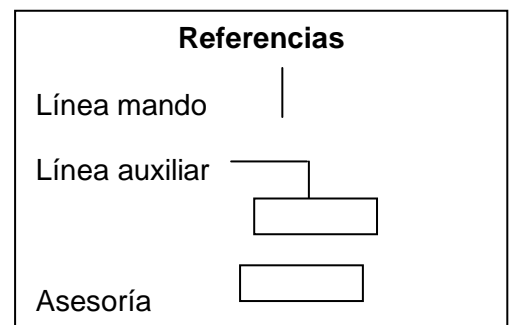 Referencias
Línea mando
Línea auxiliar
Asesoría